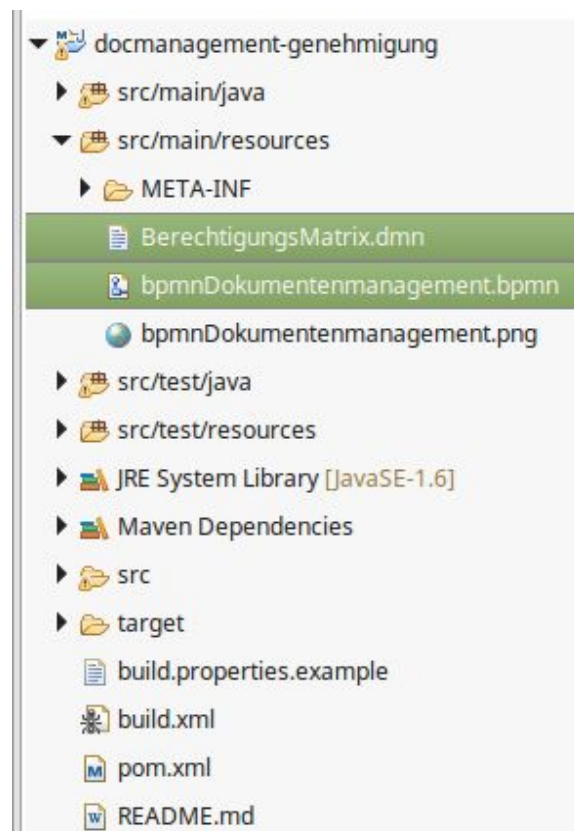 docmanagement-genehmigung
src/main/java
src/main/resources
META-INF
BerechtigungsMatrix.dmn
bpmnDokumentenmanagement.bpmn
bpmnDokumentenmanagement.png
src/test/java
src/test/resources
JRE System Library [JavaSE-1.6]
Maven Dependencies
src
target
build.properties.example
build.xml
pom.xml
README.md